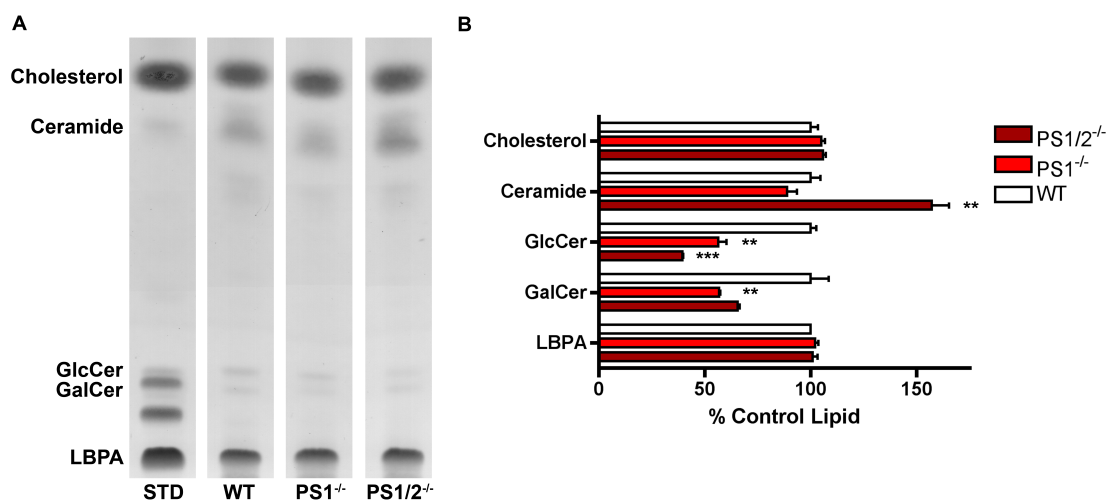 A
Cholesterol
Ceramide
GlcCer
GalCer
LBPA
STD WT PS1-/- PS1/2-/-
B
Cholesterol
Ceramide
**
GlcCer
**
***
GalCer
**
LBPA
0 50 100 150
% Control Lipid
PS1/2-/-
PS1-/-
WT